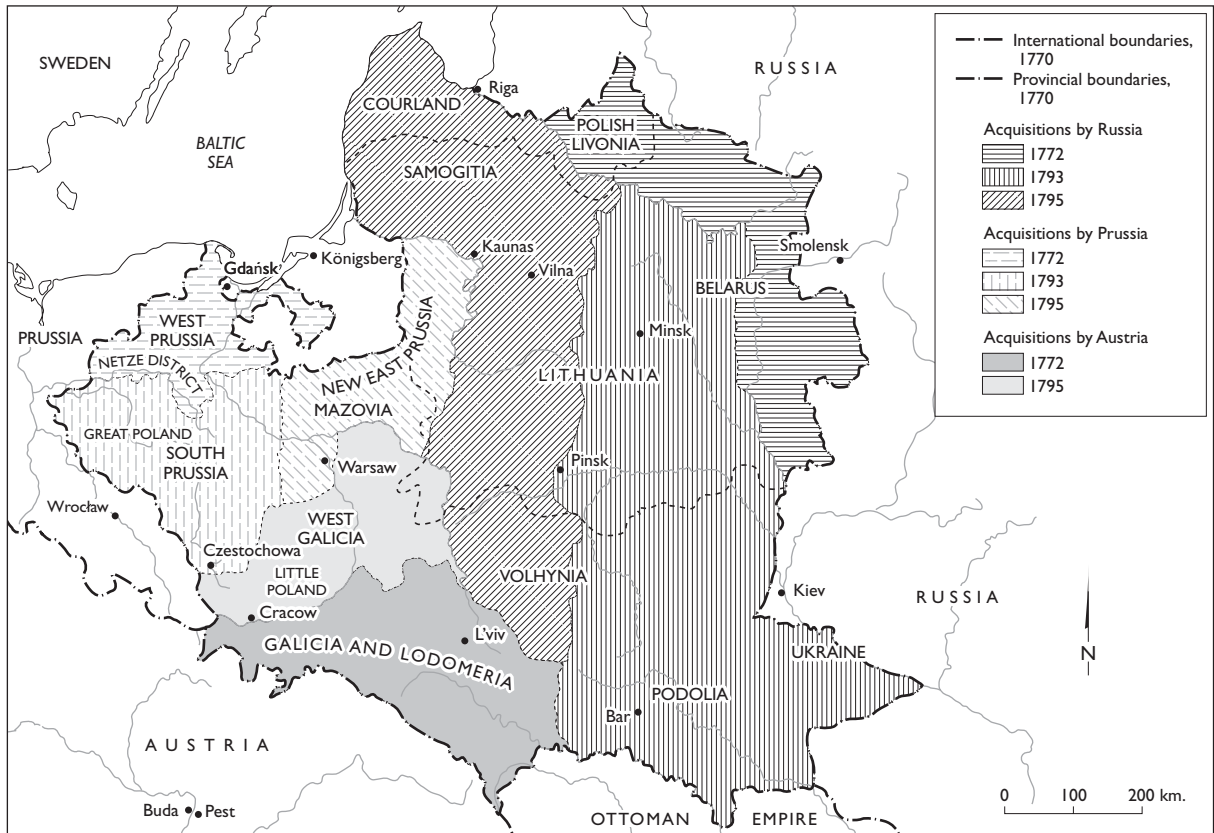 SWEDEN
BALTIC
SEA
RUSSIA
Riga
COURLAND
POLISH
LIVONIA
SAMOGITIA
Kaunas
Königsberg
Vilna
Smolensk
Gdańsk
BELARUS
WEST
PRUSSIA
PRUSSIA
NETZE DISTRICT
NEW EAST PRUSSIA
Minsk
LITHUANIA
MAZOVIA
GREAT POLAND
SOUTH
PRUSSIA
Warsaw
Pinsk
Wrocław
WEST
GALICIA
Czestochowa
LITTLE
POLAND
VOLHYNIA
Kiev
RUSSIA
Cracow
L'viv
GALICIA AND LODOMERIA
UKRAINE
N
PODOLIA
Bar
AUSTRIA
Buda
Pest
OTTOMAN EMPIRE
0 100 200 km.
International boundaries,
1770
Provincial boundaries,
1770
Acquisitions by Russia
1772
1793
1795
Acquisitions by Prussia
1772
1793
1795
Acquisitions by Austria
1772
1795